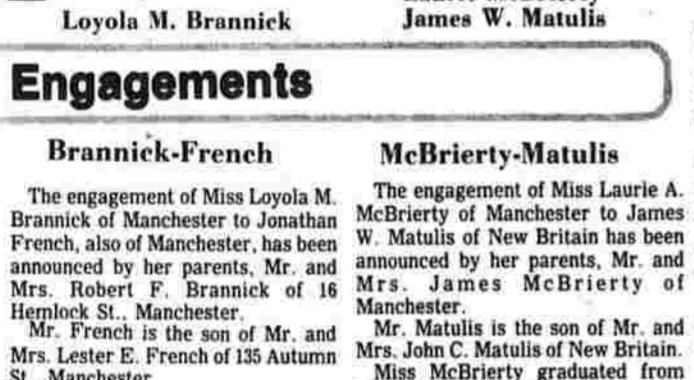 Loyola M. Brannick
James W. Matulis
Engagements
Brannick-French
The engagement of Miss Loyola M.
Brannick of Manchester to Jonathan
French, also of Manchester, has been
announced by her parents, Mr. and
Mrs. Robert F. Brannick of 16
Hemlock St., Manchester.
Mr. French is the son of Mr. and
Mrs. Lester E. French of 135 Autumn
St., Manchester.
McBrierty-Matulis
The engagement of Miss Laurie A.
McBrierty of Manchester to James
W. Matulis of New Britain has been
announced by her parents, Mr. and
Mrs. James McBrierty of
Manchester.
Mr. Matulis is the son of Mr. and
Mrs. John C. Matulis of New Britain.
Miss McBrierty graduated from